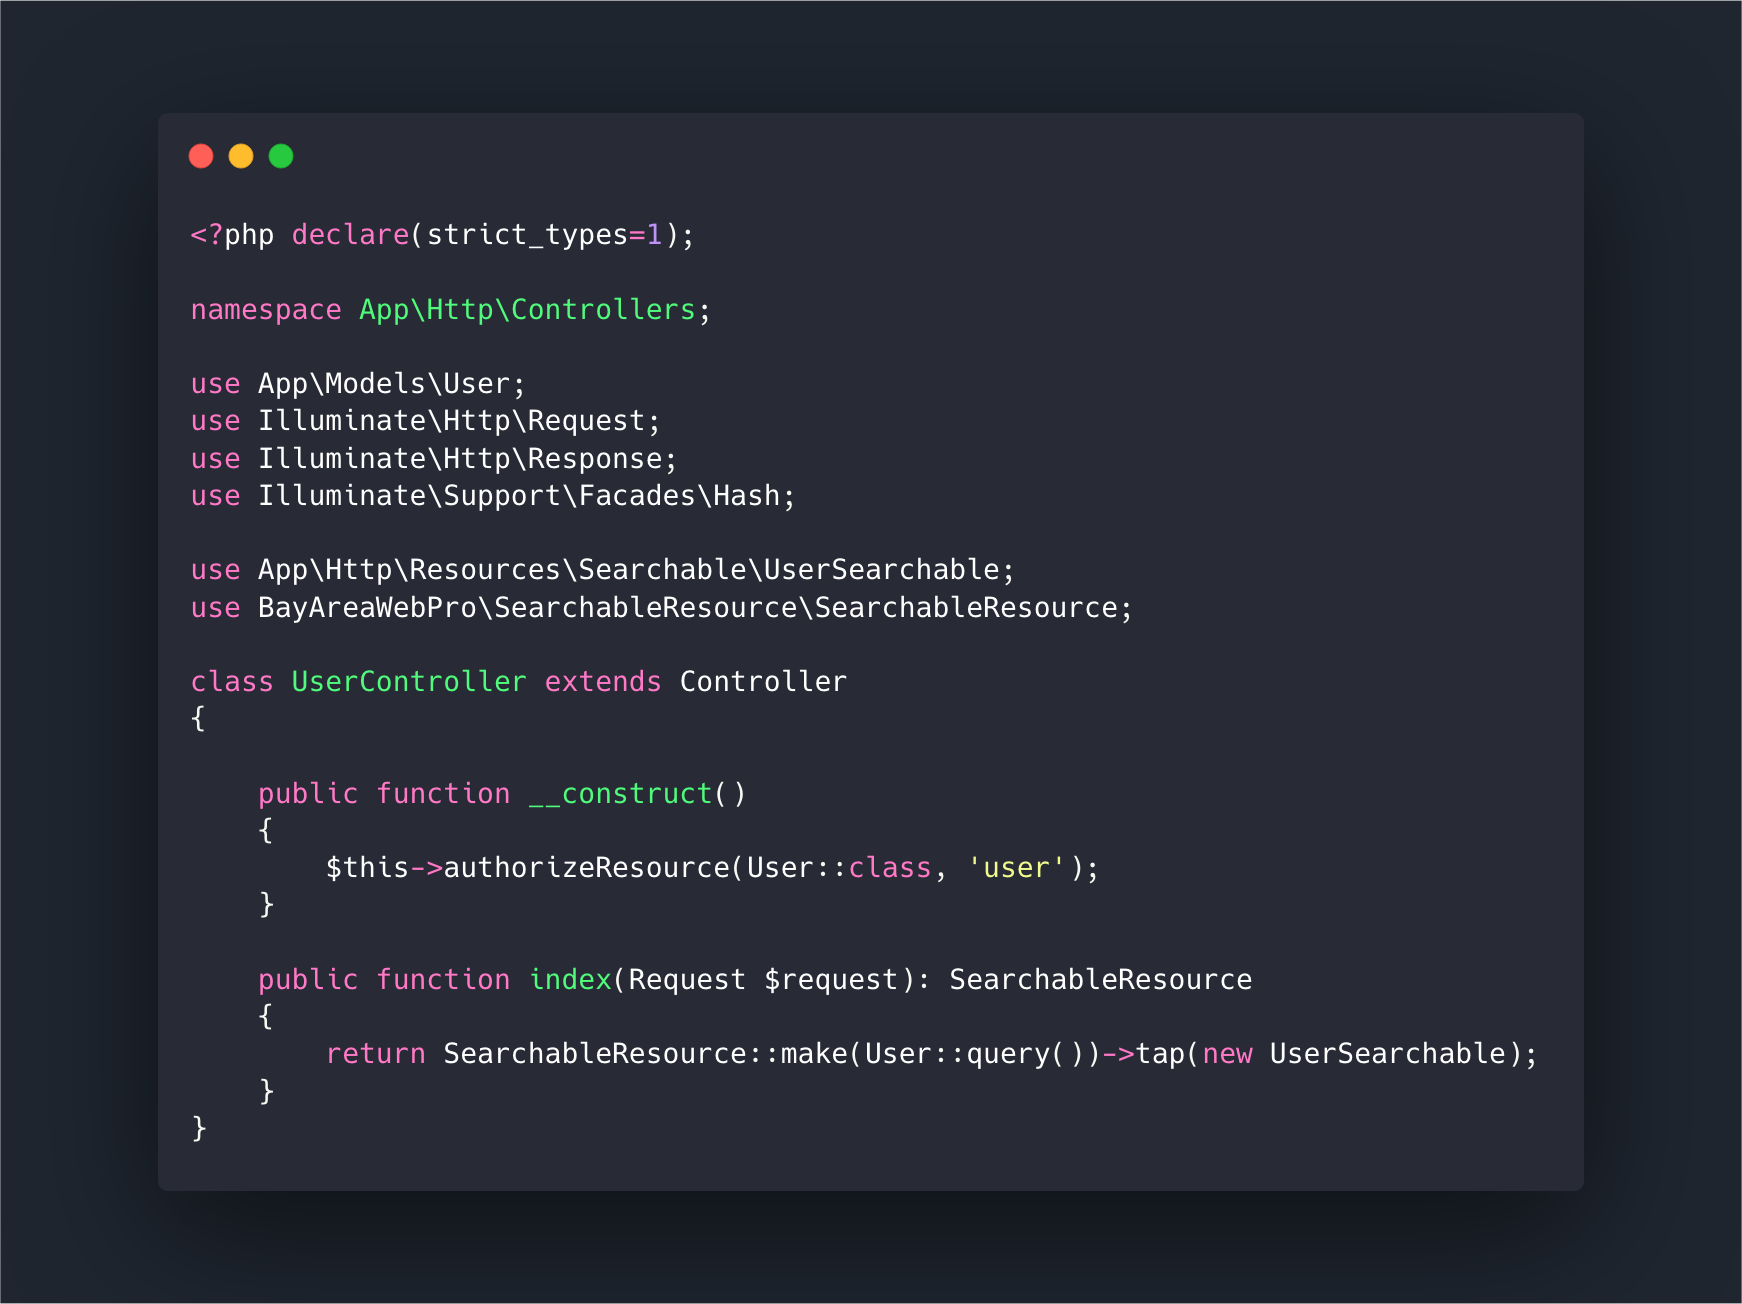 <?php declare(strict_types=1);

namespace App\Http\Controllers;

use App\Models\User;
use Illuminate\Http\Request;
use Illuminate\Http\Response;
use Illuminate\Support\Facades\Hash;

use App\Http\Resources\Searchable\UserSearchable;
use BayAreaWebPro\SearchableResource\SearchableResource;

class UserController extends Controller
{

    public function __construct()
    {
        $this->authorizeResource(User::class, 'user');
    }

    public function index(Request $request): SearchableResource
    {
        return SearchableResource::make(User::query())->tap(new UserSearchable);
    }
}